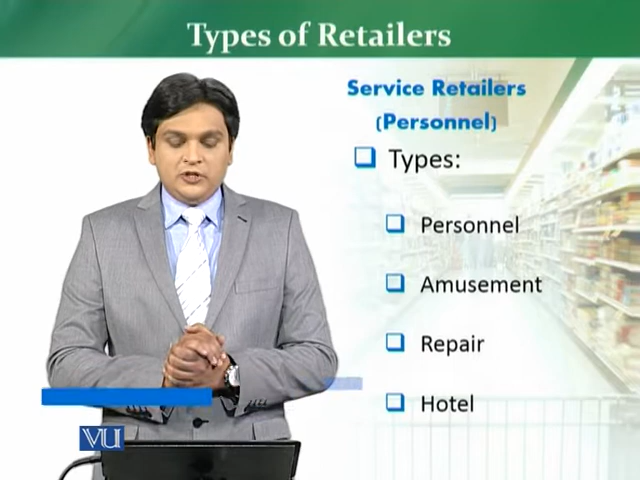 Types of Retailers
Service Retailers
(Personnel)
Types:
Personnel
Amusement
Repair
Hotel
VU